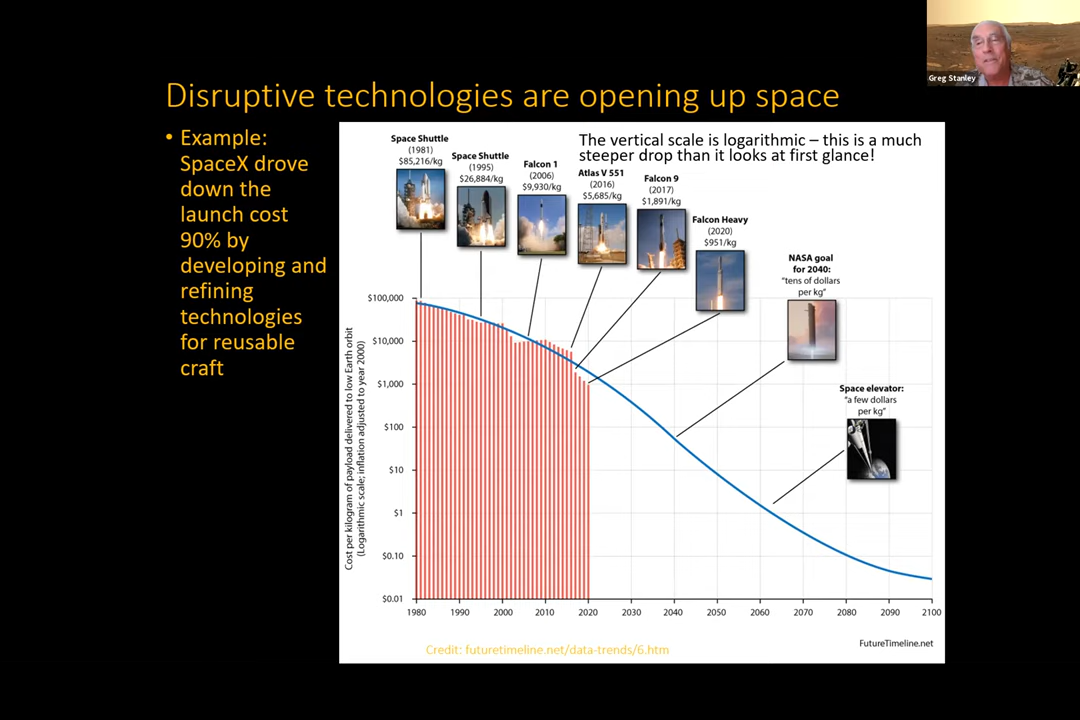 Greg Stanley
Disruptive technologies are opening up space
• Example:
SpaceX drove
down the
launch cost
90% by
developing and
refining
technologies
for reusable
craft
The vertical scale is logarithmic – this is a much
steeper drop than it looks at first glance!
Space Shuttle
(1981)
$85,216/kg
Space Shuttle
(1995)
$26,884/kg
Falcon 1
(2006)
$9,930/kg
Atlas V 551
(2016)
$5,685/kg
Falcon 9
(2017)
$1,891/kg
Falcon Heavy
(2020)
$951/kg
NASA goal
for 2040:
"tens of dollars
per kg"
Space elevator:
"a few dollars
per kg"
Cost per kilogram of payload delivered to low Earth orbit
(Logarithmic scale; inflation adjusted to year 2000)
$100,000
$10,000
$1,000
$100
$10
$1
$0.10
$0.01
1980 1990 2000 2010 2020 2030 2040 2050 2060 2070 2080 2090 2100
FutureTimeline.net
Credit: futuretimeline.net/data-trends/6.htm